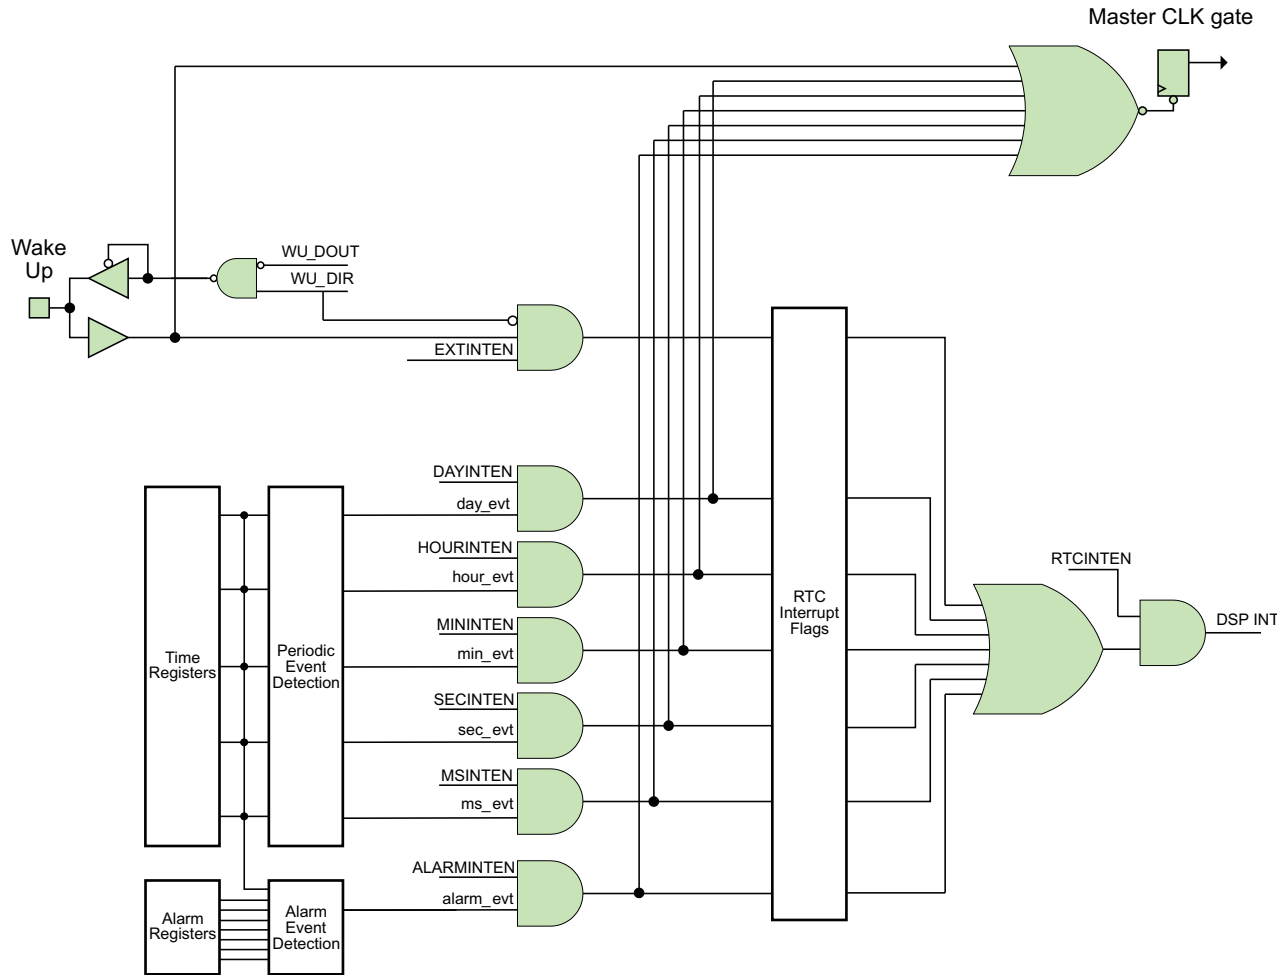 Master CLK gate
Wake
Up
WU_DOUT
WU_DIR
EXTINTEN
DAYINTEN
day_evt
HOURINTEN
hour_evt
RTCINTEN
RTC
Interrupt
Flags
DSP INT
MININTEN
min_evt
Time
Registers
Periodic
Event
Detection
SECINTEN
sec_evt
MSINTEN
ms_evt
ALARMINTEN
alarm_evt
Alarm
Registers
Alarm
Event
Detection